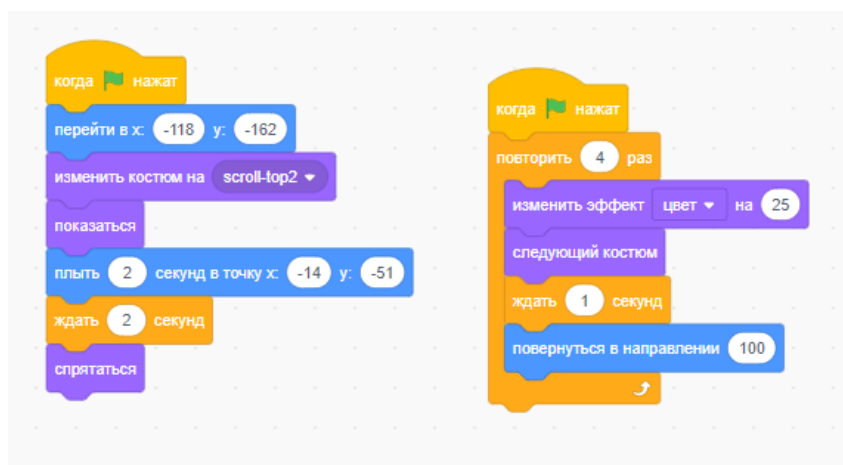 когда нажат
перейти в x: -118 y: -162
изменить костюм на scroll-top2
показаться
плыть 2 секунд в точку x: -14 y: -51
ждать 2 секунд
спрятаться
когда нажат
повторить 4 раз
изменить эффект цвет на 25
следующий костюм
ждать 1 секунд
повернуться в направлении 100